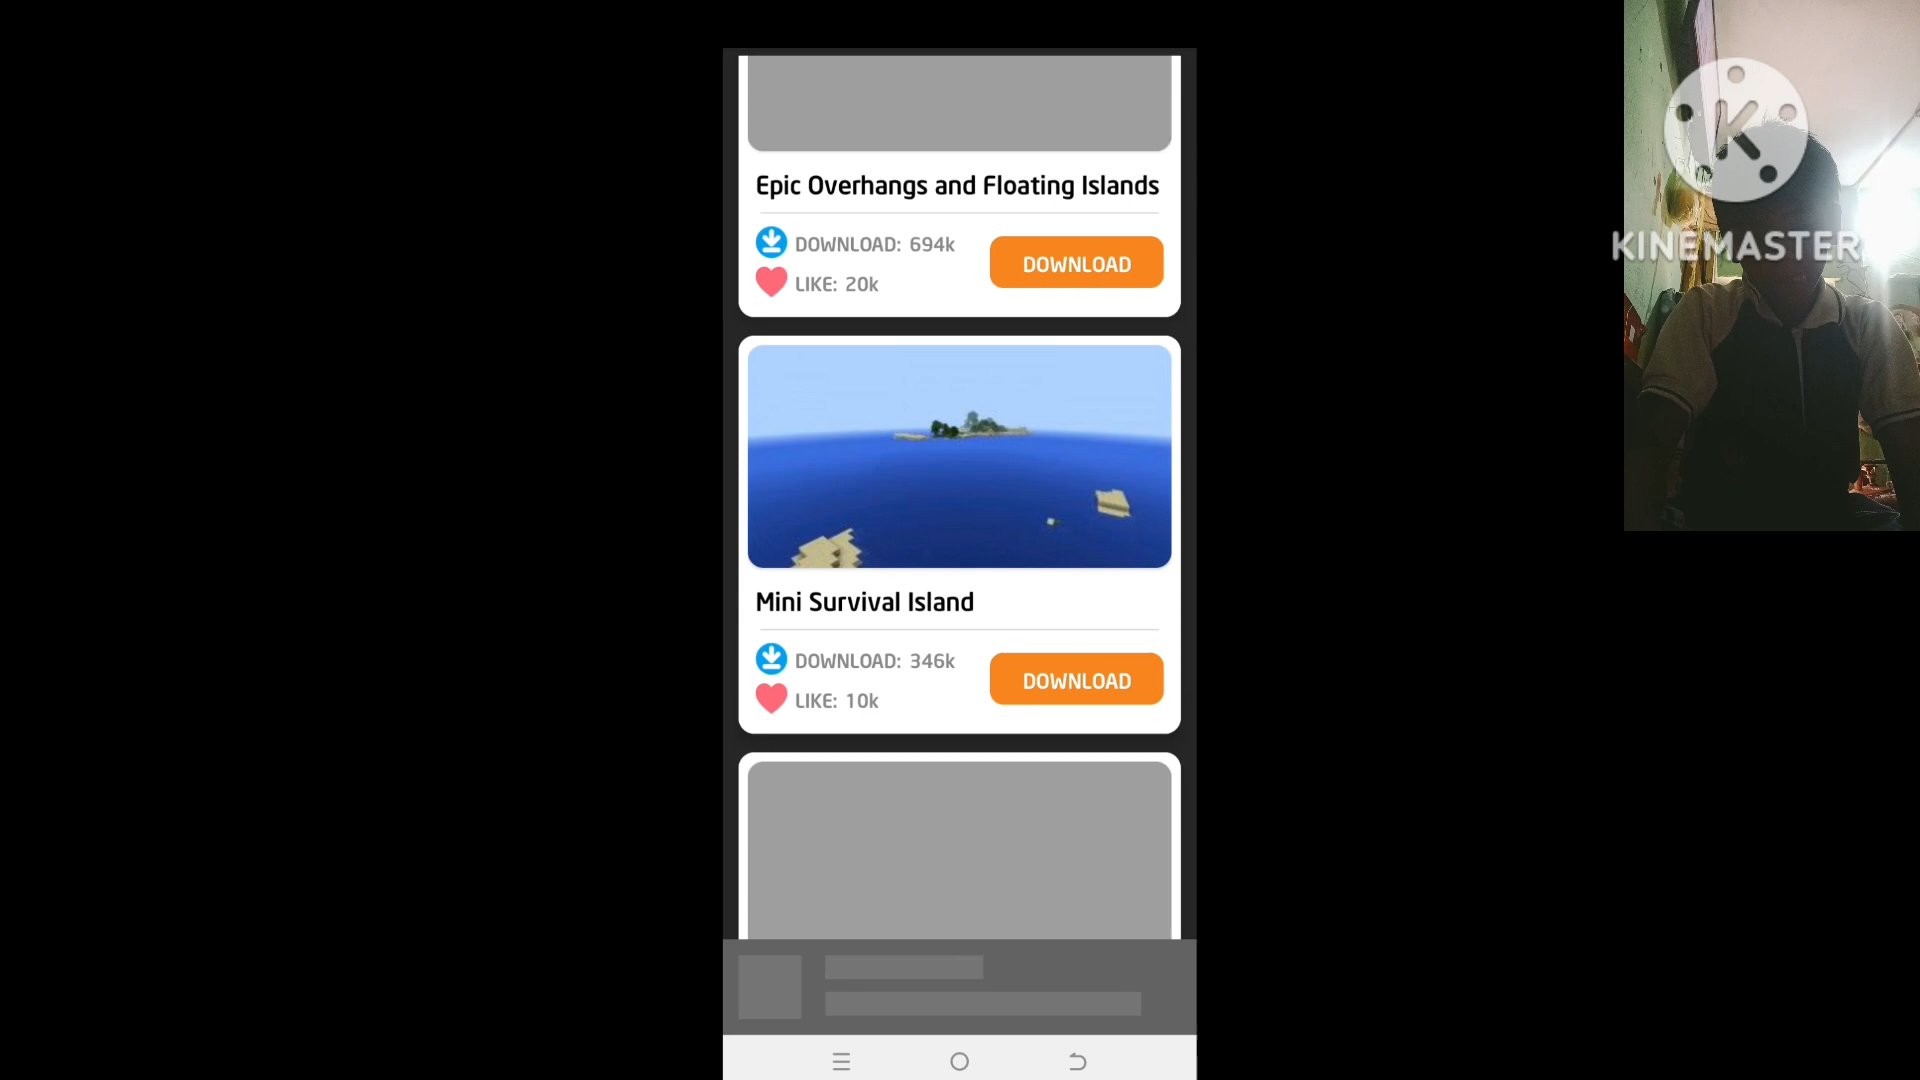 Epic Overhangs and Floating Islands
DOWNLOAD: 694k
DOWNLOAD
LIKE: 20k
Mini Survival Island
DOWNLOAD: 346k
DOWNLOAD
LIKE: 10k
K
KINEMASTER